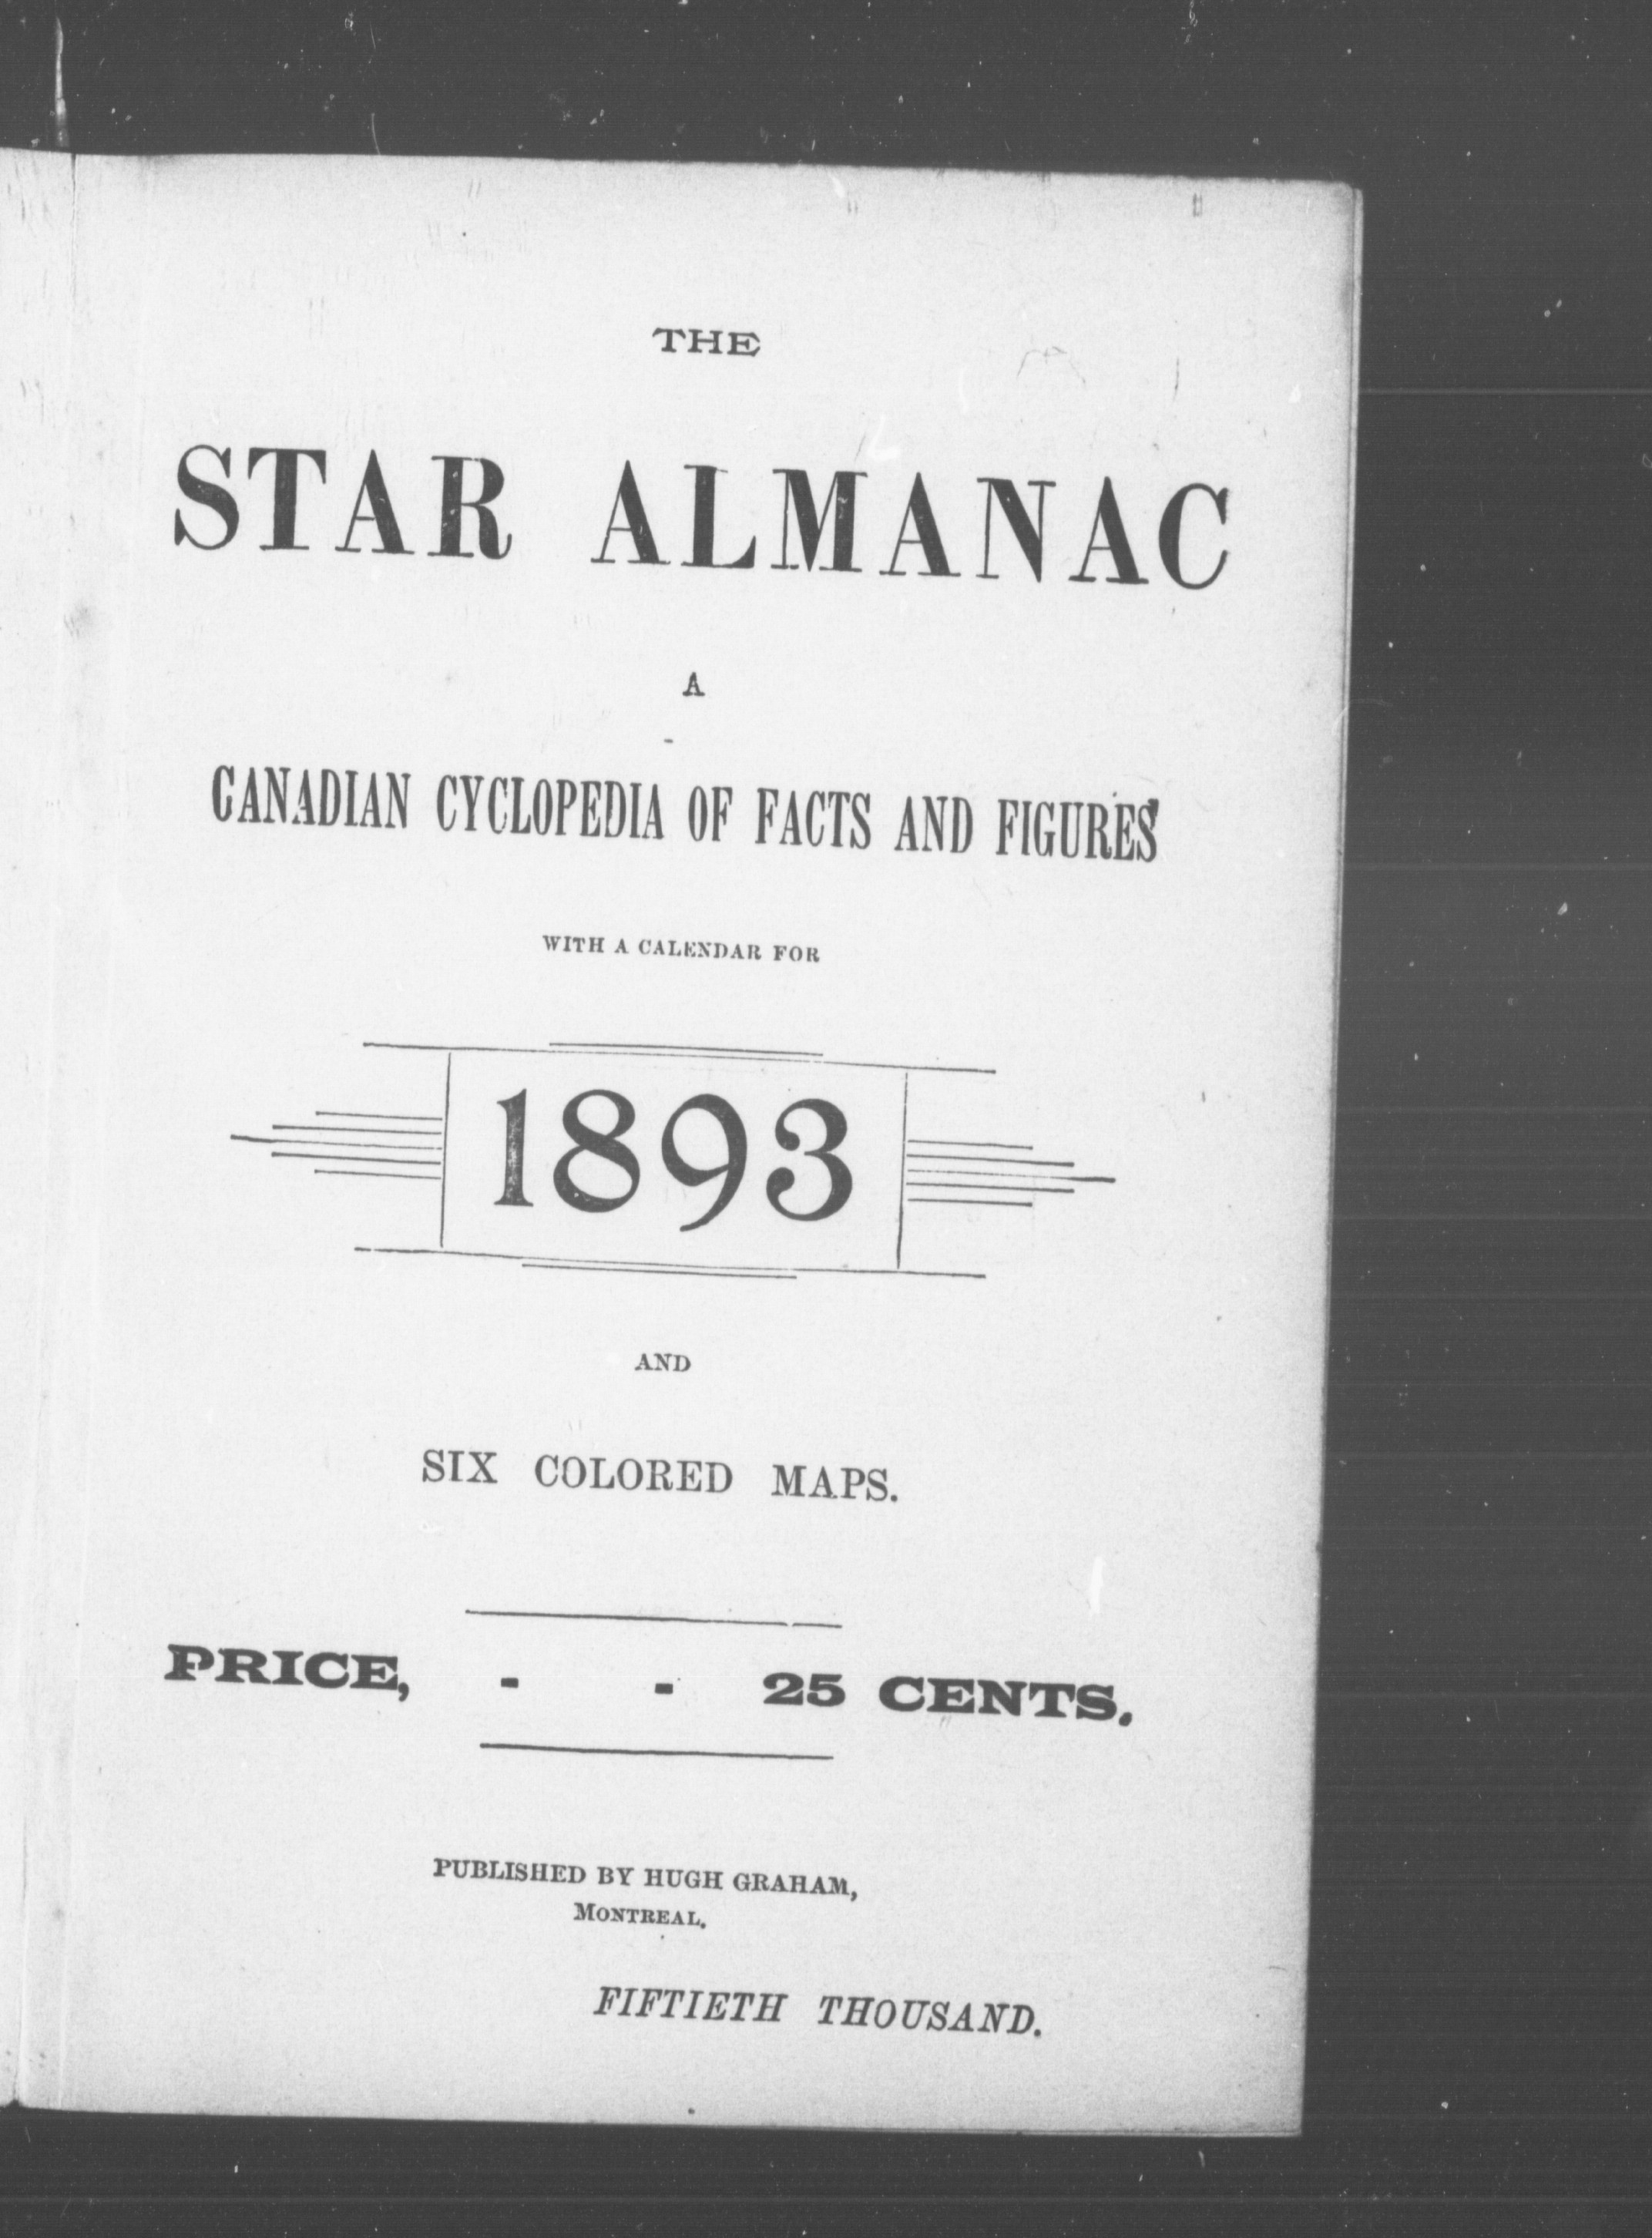 THE
STAR ALMANAC
A
CANADIAN CYCLOPEDIA OF FACTS AND FIGURES
WITH A CALENDAR FOR
1893
AND
SIX COLORED MAPS.
PRICE, - - 25 CENTS.
PUBLISHED BY HUGH GRAHAM,
MONTREAL.
FIFTIETH THOUSAND.